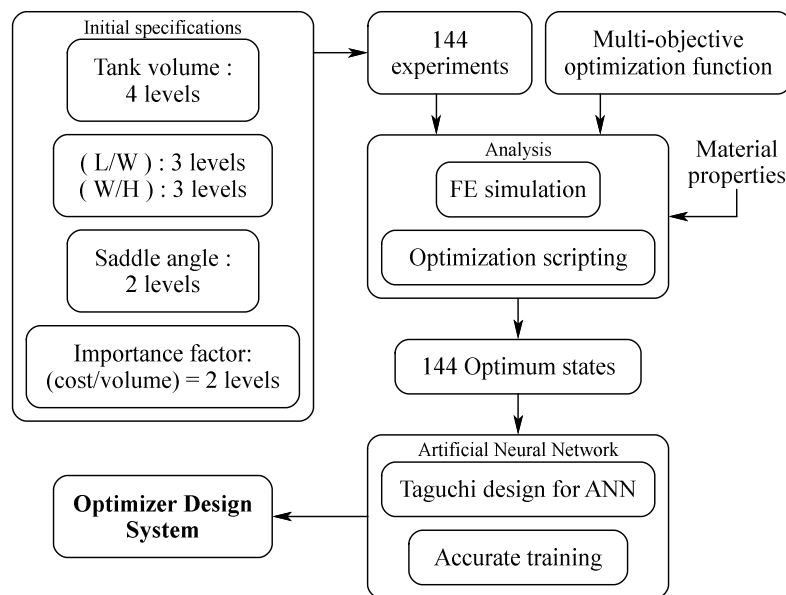 Initial specifications
Tank volume :
4 levels
( L/W ) : 3 levels
( W/H ) : 3 levels
Saddle angle :
2 levels
Importance factor:
(cost/volume) = 2 levels
144
experiments
Multi-objective
optimization function
Analysis
FE simulation
Optimization scripting
Material
properties
144 Optimum states
Artificial Neural Network
Taguchi design for ANN
Accurate training
Optimizer Design
System